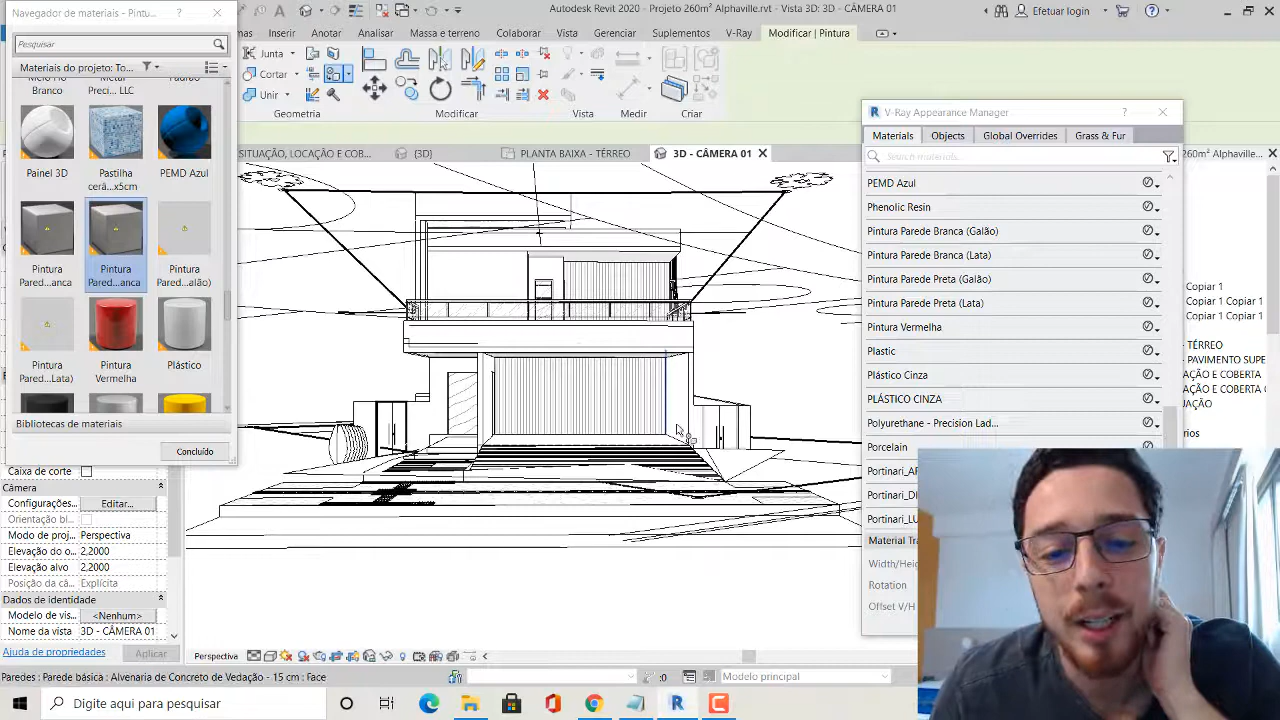 Navegador de materiais - Pintu...
?
Autodesk Revit 2020 - Projeto 260m² Alphaville.rvt - Vista 3D: 3D - CÂMERA 01
Efetuar login
Inserir
Anotar
Analisar
Massa e terreno
Colaborar
Vista
Gerenciar
Suplementos
V-Ray
Modificar | Pintura
Pesquisar
Materiais do projeto: To...
Junta
Cortar
Unir
Geometria
Modificar
Vista
Medir
Criar
Branco
Preci... LLC
Painel 3D
Pastilha
cerâ...x5cm
PEMD Azul
Pintura
Pared...anca
Pintura
Pared...anca
Pintura
Pared...alão)
Pintura
Pared...Lata)
Pintura
Vermelha
Plástico
Bibliotecas de materiais
Concluído
SITUAÇÃO, LOCAÇÃO E COB...
(3D)
PLANTA BAIXA - TÉRREO
3D - CÂMERA 01
260m² Alphavill...
V-Ray Appearance Manager
?
Materials
Objects
Global Overrides
Grass & Fur
Search materials...
PEMD Azul
Phenolic Resin
Pintura Parede Branca (Galão)
Pintura Parede Branca (Lata)
Pintura Parede Preta (Galão)
Pintura Parede Preta (Lata)
Pintura Vermelha
Plastic
Plástico Cinza
PLÁSTICO CINZA
Polyurethane - Precision Lad...
Porcelain
Portinari_AF
Portinari_DI
Portinari_LU
Material Tra
Width/Heig
Rotation
Offset V/H
Copiar 1
Copiar 1 Copiar 1
Copiar 1 Copiar 1
- TÉRREO
- PAVIMENTO SUPE
AÇÃO E COBERTA
AÇÃO E COBERTA
UAÇÃO
rios
Caixa de corte
Câmera
Configurações...
Editar...
Orientação bl...
Modo de proj...
Perspectiva
Elevação do o...
2,2000
Elevação alvo
2,2000
Posição da câ...
Explícita
Dados de identidade
Modelo de vis...
<Nenhum>
Nome da vista
3D - CÂMERA 01
Ajuda de propriedades
Aplicar
Perspectiva
Paredes : Parede básica : Alvenaria de Concreto de Vedação - 15 cm : Face
:0
Modelo principal
Digite aqui para pesquisar